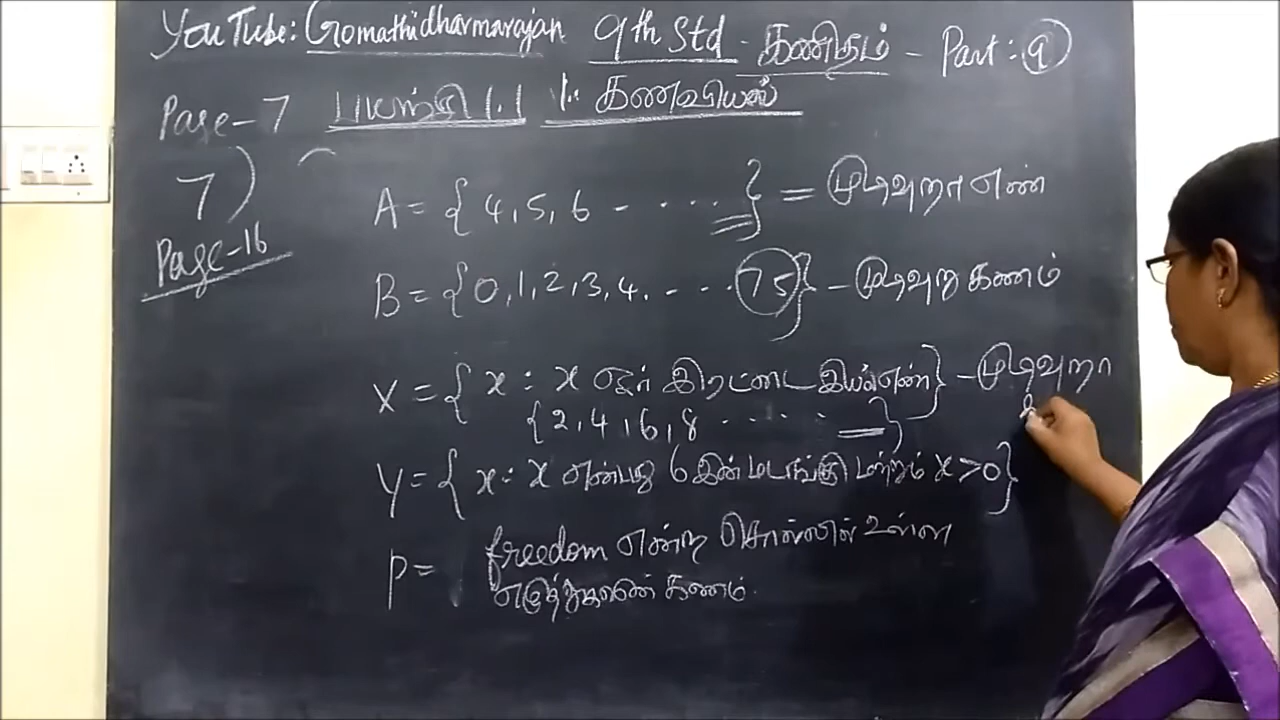 YouTube: Gomathidharmarajan 9th Std - கணிதம் - Part: 9
Page-7 பயிற்சி 1.1 1. கணவியல்
7)
Page-16
A = { 4, 5, 6 - . . . . } = முடிவுறா எண்
B = { 0, 1, 2, 3, 4, - . . . 75 } - முடிவுறு கணம்
X = { x : x ஓர் இரட்டை இயல் எண் } - முடிவுறா
{ 2, 4, 6, 8 . . . . . }
Y = { x : x என்பது 6 இன் மடங்கு மற்றும் x > 0 }
P = freedom என்ற சொல்லில் உள்ள
எழுத்துகளின் கணம்.